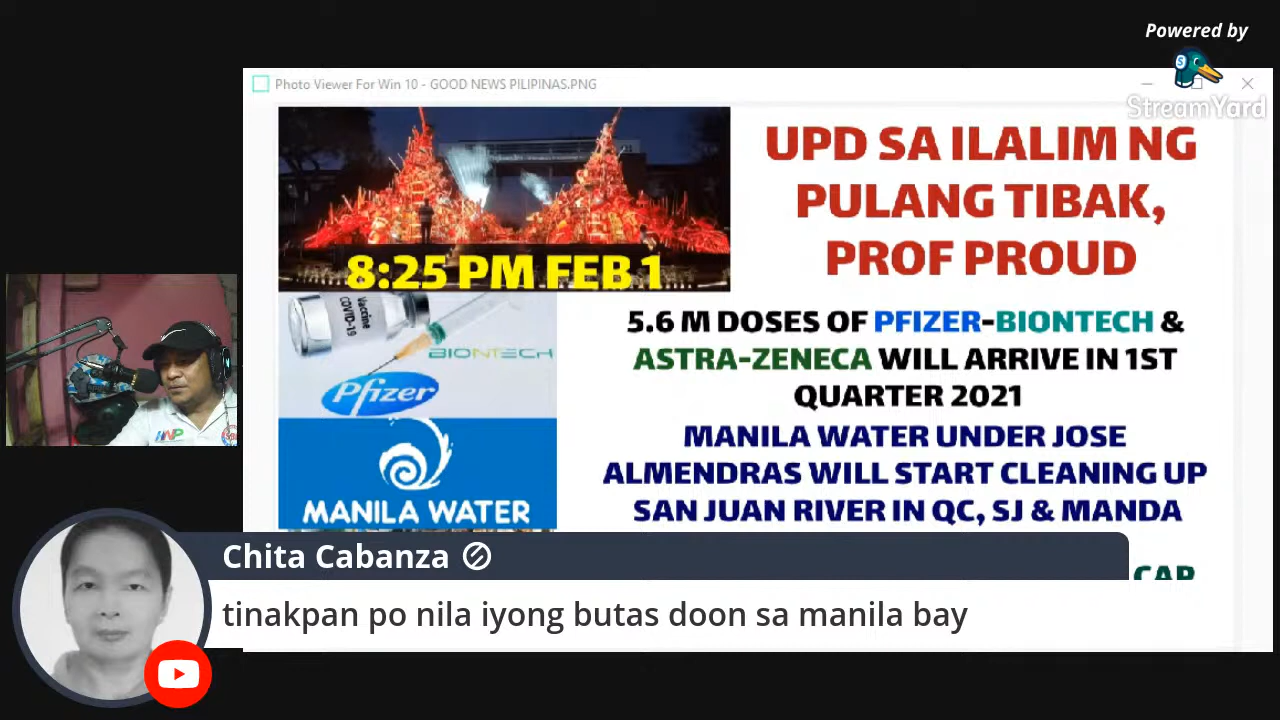 Powered by
StreamYard
Photo Viewer For Win 10 - GOOD NEWS PILIPINAS.PNG
UPD SA ILALIM NG
PULANG TIBAK,
PROF PROUD
8:25 PM FEB 1
Vaccine
COVID-19
BIONTECH
Pfizer
5.6 M DOSES OF PFIZER-BIONTECH &
ASTRA-ZENECA WILL ARRIVE IN 1ST
QUARTER 2021
MANILA WATER
MANILA WATER UNDER JOSE
ALMENDRAS WILL START CLEANING UP
SAN JUAN RIVER IN QC, SJ & MANDA
Chita Cabanza
tinakpan po nila iyong butas doon sa manila bay